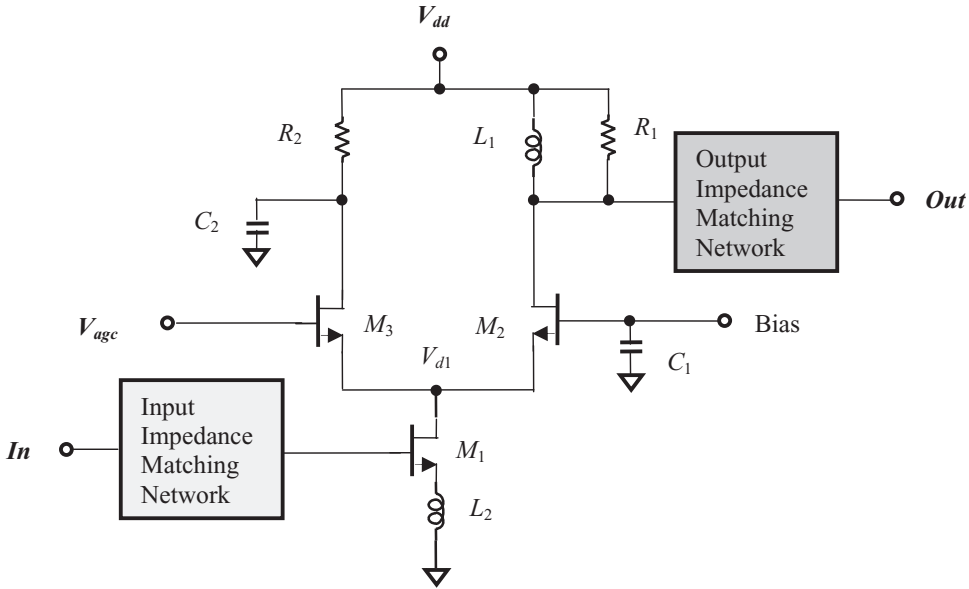 V_dd
R_2
L_1
R_1
Output
Impedance
Matching
Network
Out
C_2
V_agc
M_3
M_2
Bias
V_d1
C_1
Input
Impedance
Matching
Network
In
M_1
L_2